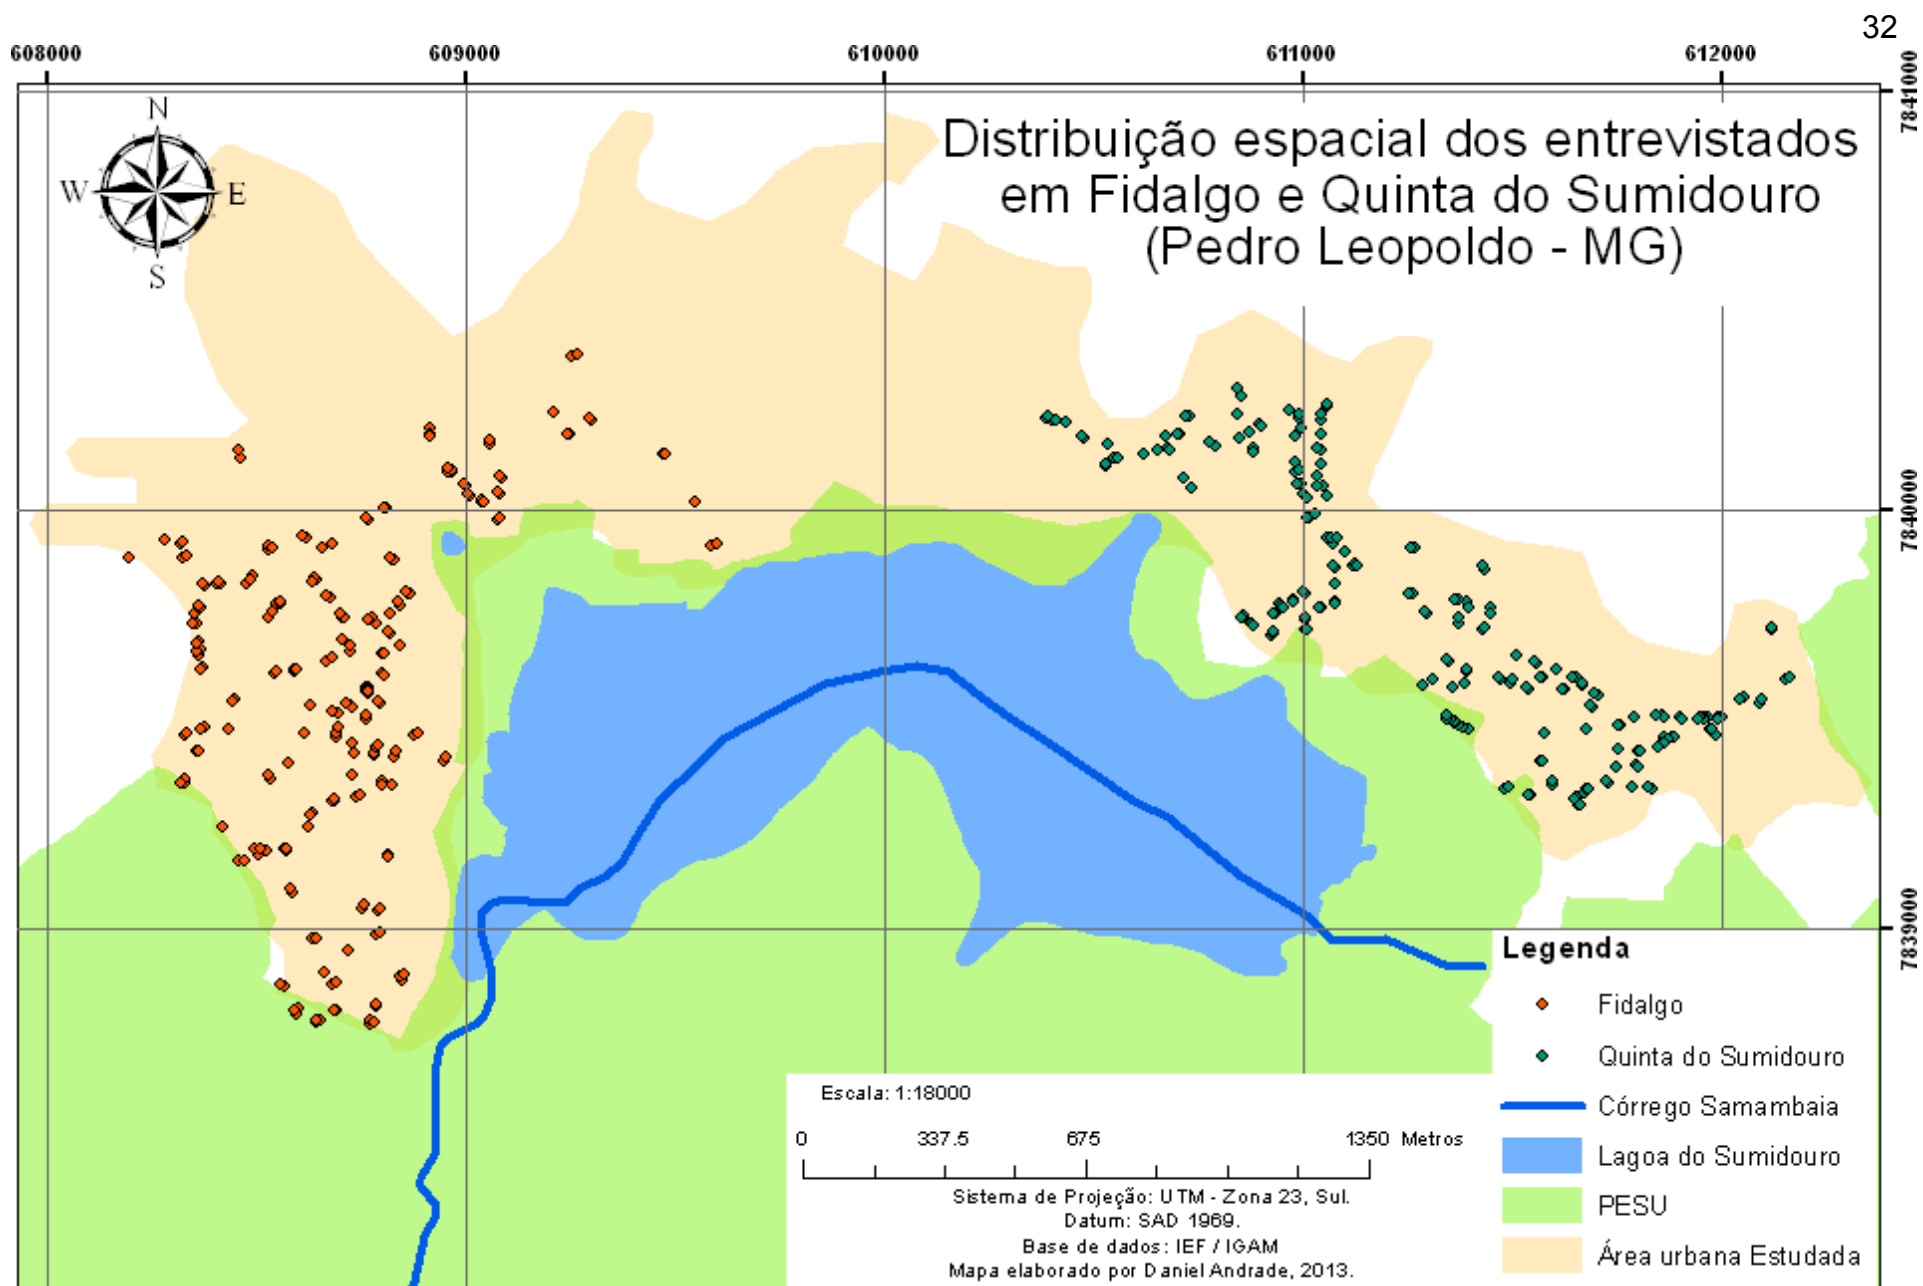 32
608000 609000 610000 611000 612000
7841000
N
W E
S
Distribuição espacial dos entrevistados
em Fidalgo e Quinta do Sumidouro
(Pedro Leopoldo - MG)
7840000
7839000
Legenda
Fidalgo
Quinta do Sumidouro
Córrego Samambaia
Lagoa do Sumidouro
PESU
Área urbana Estudada
Escala: 1:18000
0 337.5 675 1350 Metros
Sistema de Projeção: UTM - Zona 23, Sul.
Datum: SAD 1969.
Base de dados: IEF / IGAM
Mapa elaborado por Daniel Andrade, 2013.